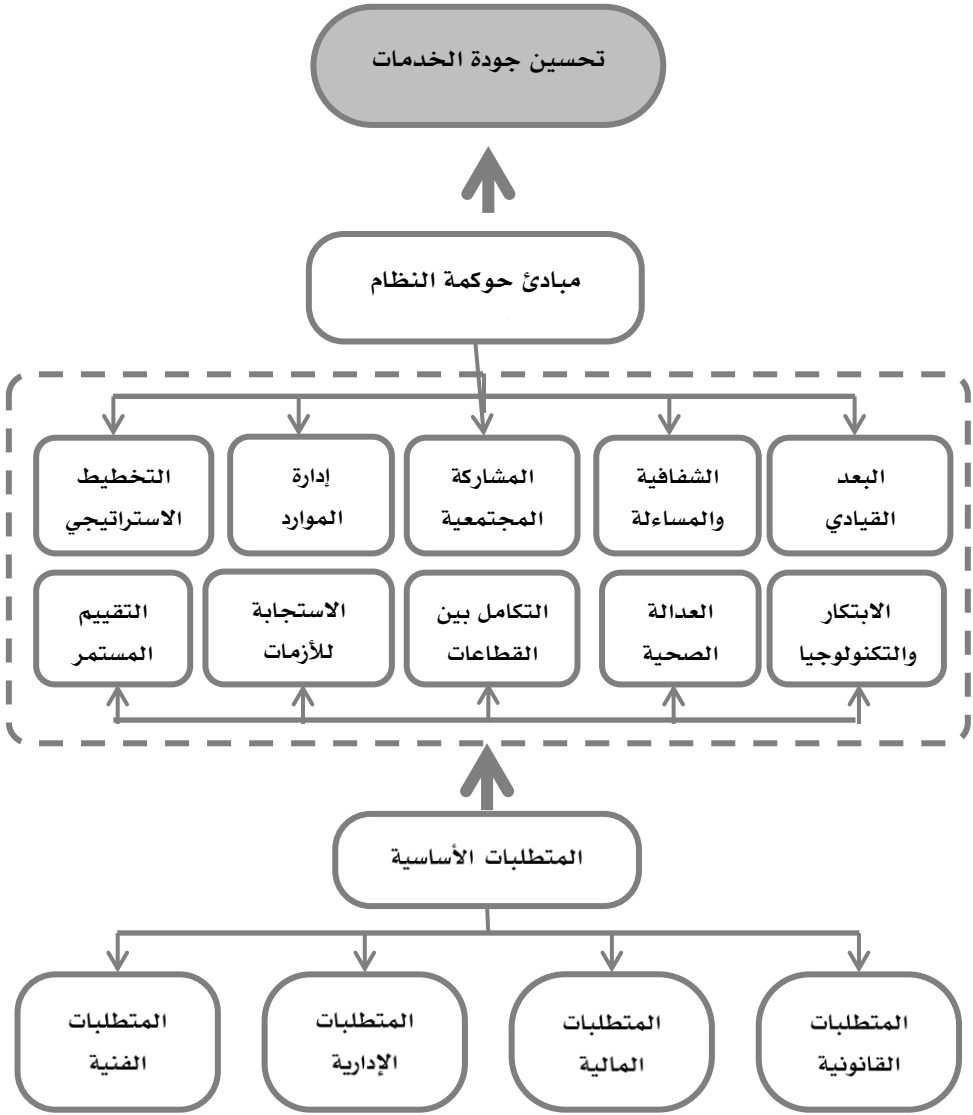 تحسين جودة الخدمات
مبادئ حوكمة النظام
البعد
القيادي
الشفافية
والمساءلة
المشاركة
المجتمعية
إدارة
الموارد
التخطيط
الاستراتيجي
الابتكار
والتكنولوجيا
العدالة
الصحية
التكامل بين
القطاعات
الاستجابة
للأزمات
التقييم
المستمر
المتطلبات الأساسية
المتطلبات
القانونية
المتطلبات
المالية
المتطلبات
الإدارية
المتطلبات
الفنية